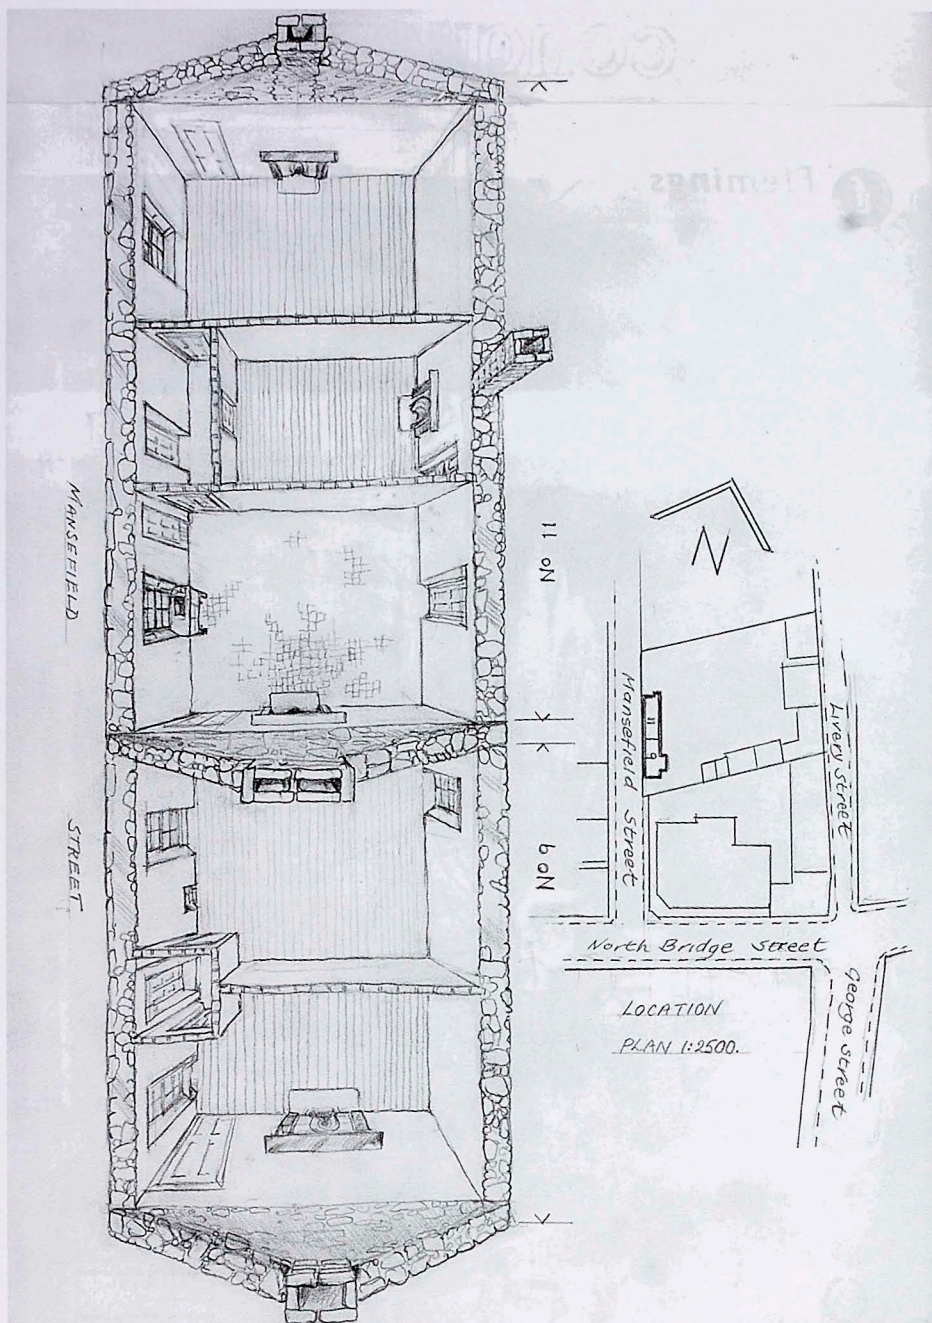 Flemings
MANSEFIELD STREET
No 11
No 9
N
Mansefield Street
Livery Street
North Bridge Street
George Street
LOCATION
PLAN 1:2500.